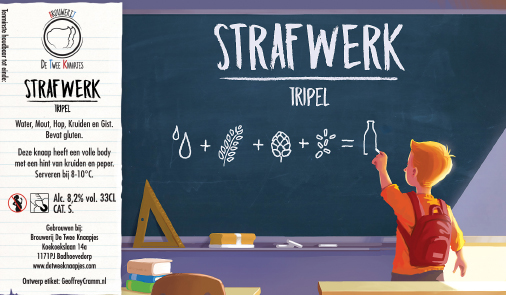 Tenminste houdbaar tot einde:
BROUWERIJ
DE TWEE KNAAPJES
STRAFWERK
TRIPEL
Water, Mout, Hop, Kruiden en Gist.
Bevat gluten.
Deze knaap heeft een volle body
met een hint van kruiden en peper.
Serveren bij 8-10°C.
Alc. 8,2% vol. 33CL
CAT. S.
Gebrouwen bij:
Brouwerij De Twee Knaapjes
Koekoekslaan 14a
1171PJ Badhoevedorp
www.detweeknaapjes.com
Ontwerp etiket: GeoffreyCramm.nl
STRAFWERK
TRIPEL
+ + + =